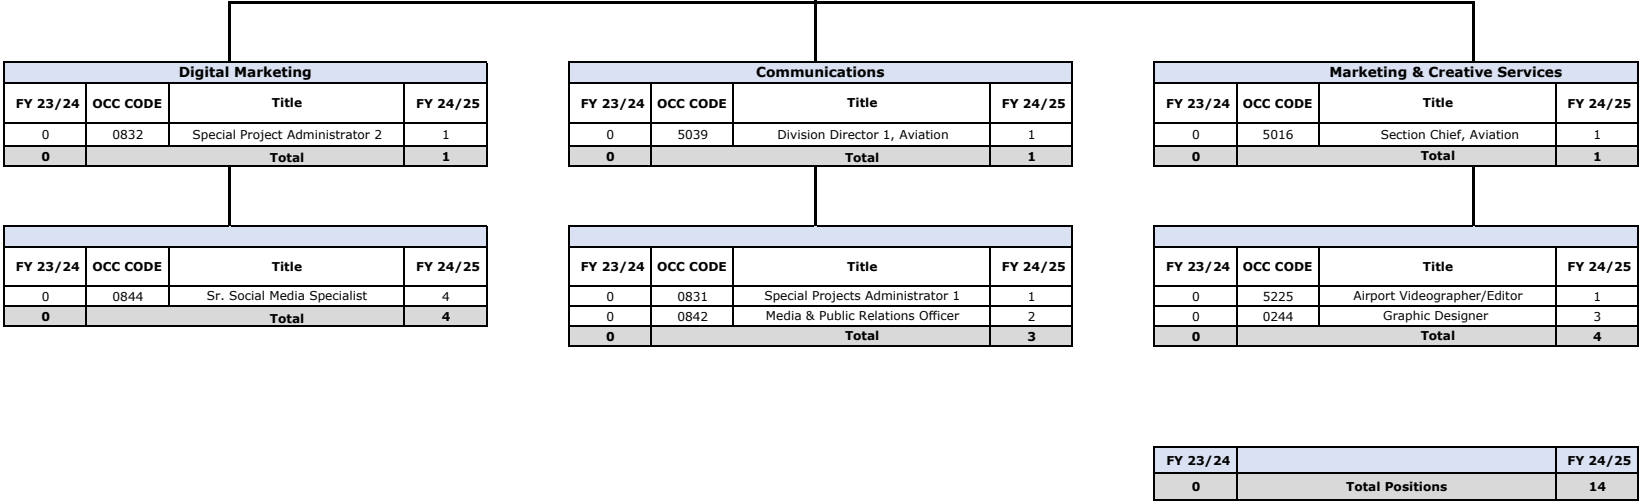 Digital Marketing
FY 23/24 OCC CODE Title FY 24/25
0 0832 Special Project Administrator 2 1
0 Total 1
FY 23/24 OCC CODE Title FY 24/25
0 0844 Sr. Social Media Specialist 4
0 Total 4
Communications
FY 23/24 OCC CODE Title FY 24/25
0 5039 Division Director 1, Aviation 1
0 Total 1
FY 23/24 OCC CODE Title FY 24/25
0 0831 Special Projects Administrator 1 1
0 0842 Media & Public Relations Officer 2
0 Total 3
Marketing & Creative Services
FY 23/24 OCC CODE Title FY 24/25
0 5016 Section Chief, Aviation 1
0 Total 1
FY 23/24 OCC CODE Title FY 24/25
0 5225 Airport Videographer/Editor 1
0 0244 Graphic Designer 3
0 Total 4
FY 23/24 FY 24/25
0 Total Positions 14